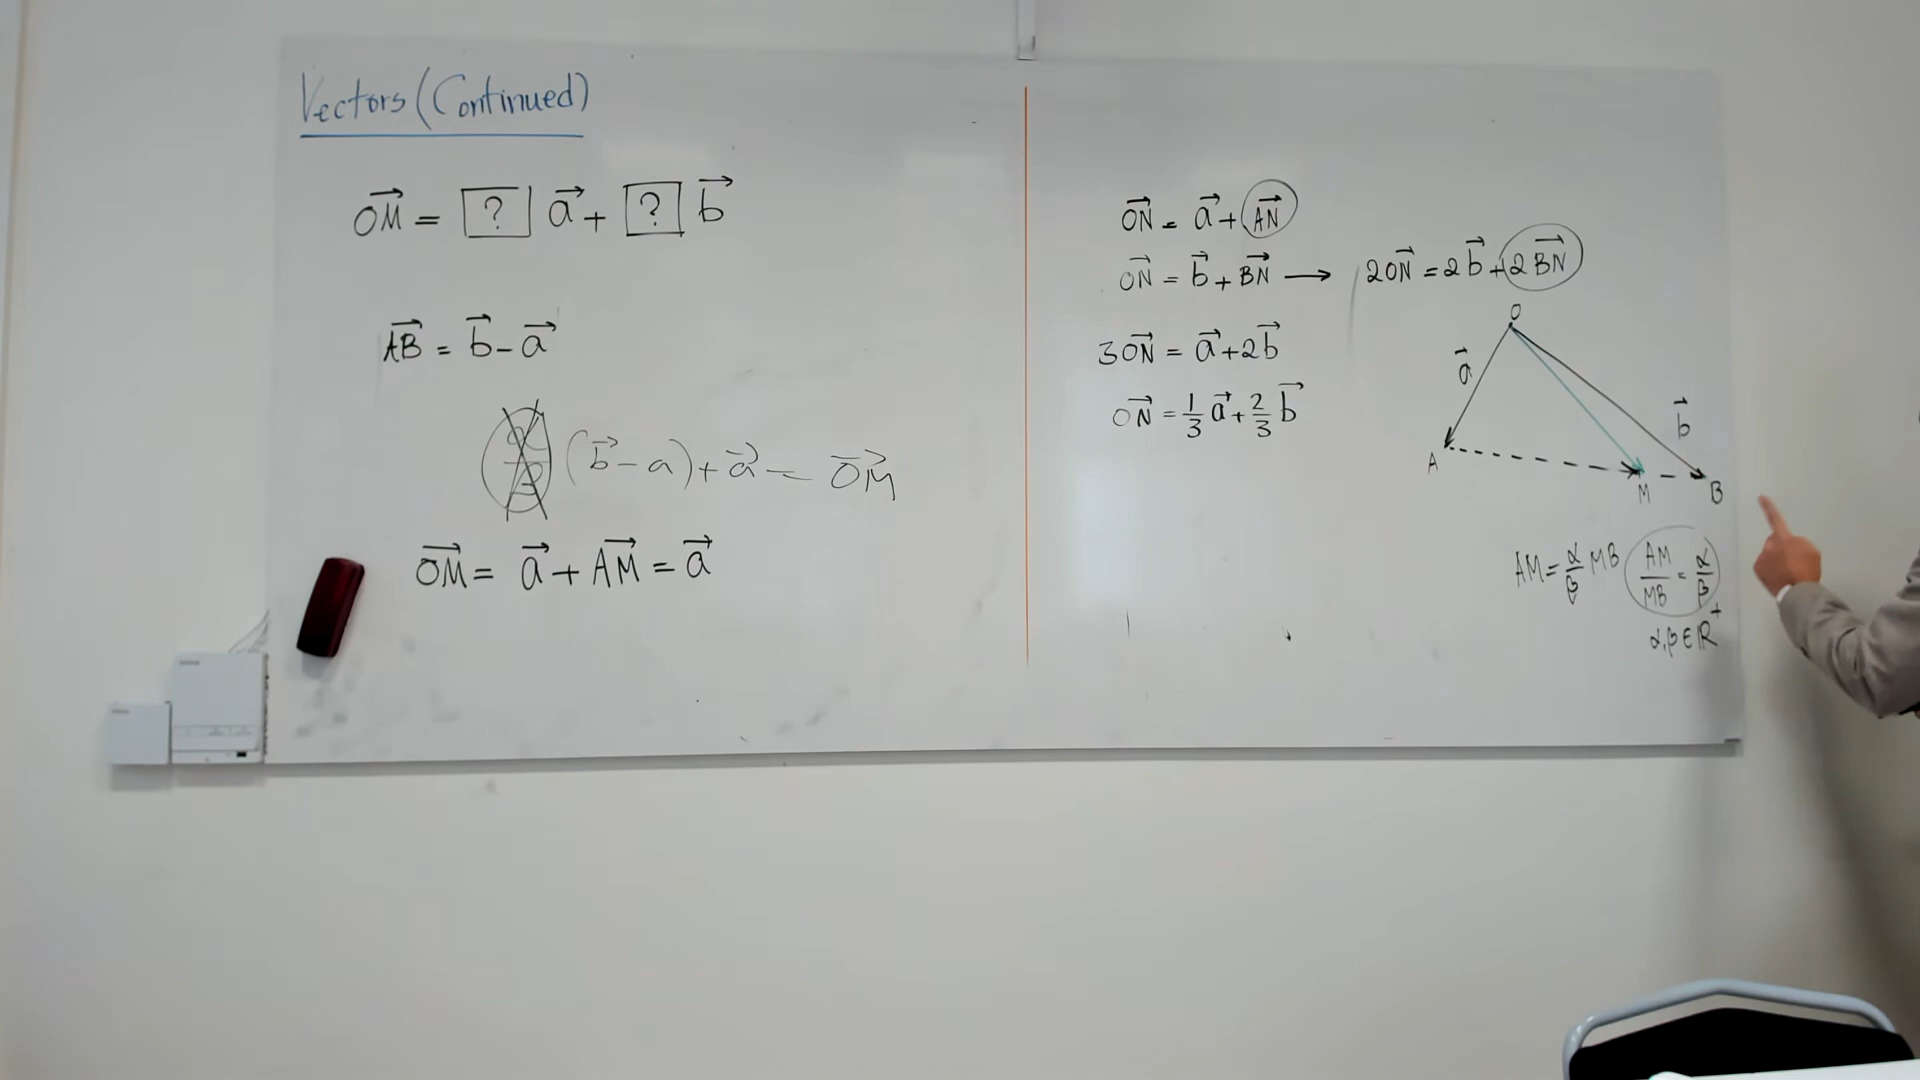 Vectors (Continued)
OM⃗ = [?] a⃗ + [?] b⃗
AB⃗ = b⃗ - a⃗
α/β (b⃗ - a) + a⃗ = OM⃗
OM⃗ = a⃗ + AM⃗ = a⃗
ON⃗ = a⃗ + AN⃗
ON⃗ = b⃗ + BN⃗ → 2ON⃗ = 2b⃗ + 2BN⃗
3ON⃗ = a⃗ + 2b⃗
ON⃗ = 1/3 a⃗ + 2/3 b⃗
O
a⃗
b⃗
A
M
B
AM = α/β MB AM/MB = α/β
α,β ∈ ℝ⁺